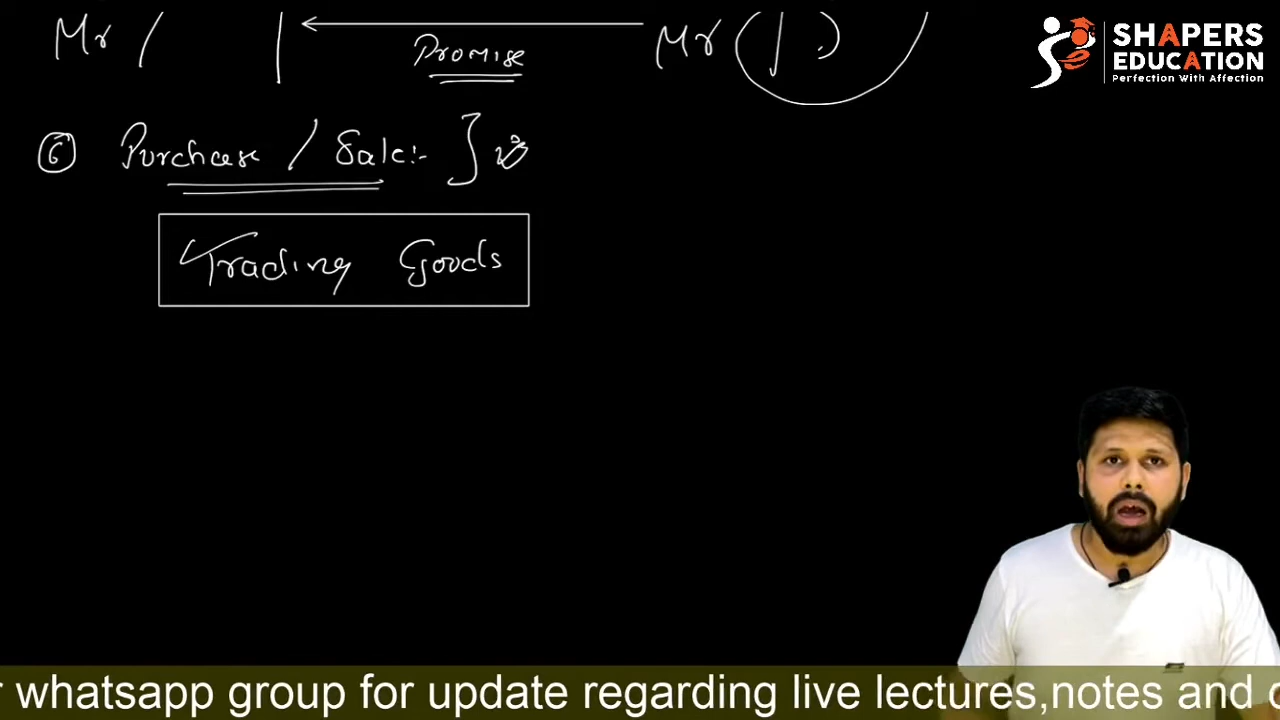 Mr
Promise
Mr
SHAPERS
EDUCATION
Perfection With Affection
6 Purchase / Sale:-
Trading Goods
whatsapp group for update regarding live lectures,notes and